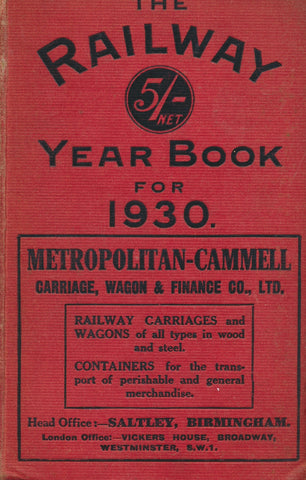 THE
RAILWAY
5/-
NET
YEAR BOOK
FOR
1930.
METROPOLITAN-CAMMELL
CARRIAGE, WAGON & FINANCE CO., LTD.
RAILWAY CARRIAGES and
WAGONS of all types in wood
and steel.
CONTAINERS for the trans-
port of perishable and general
merchandise.
Head Office:—SALTLEY, BIRMINGHAM.
London Office:—VICKERS HOUSE, BROADWAY,
WESTMINSTER, S.W.1.